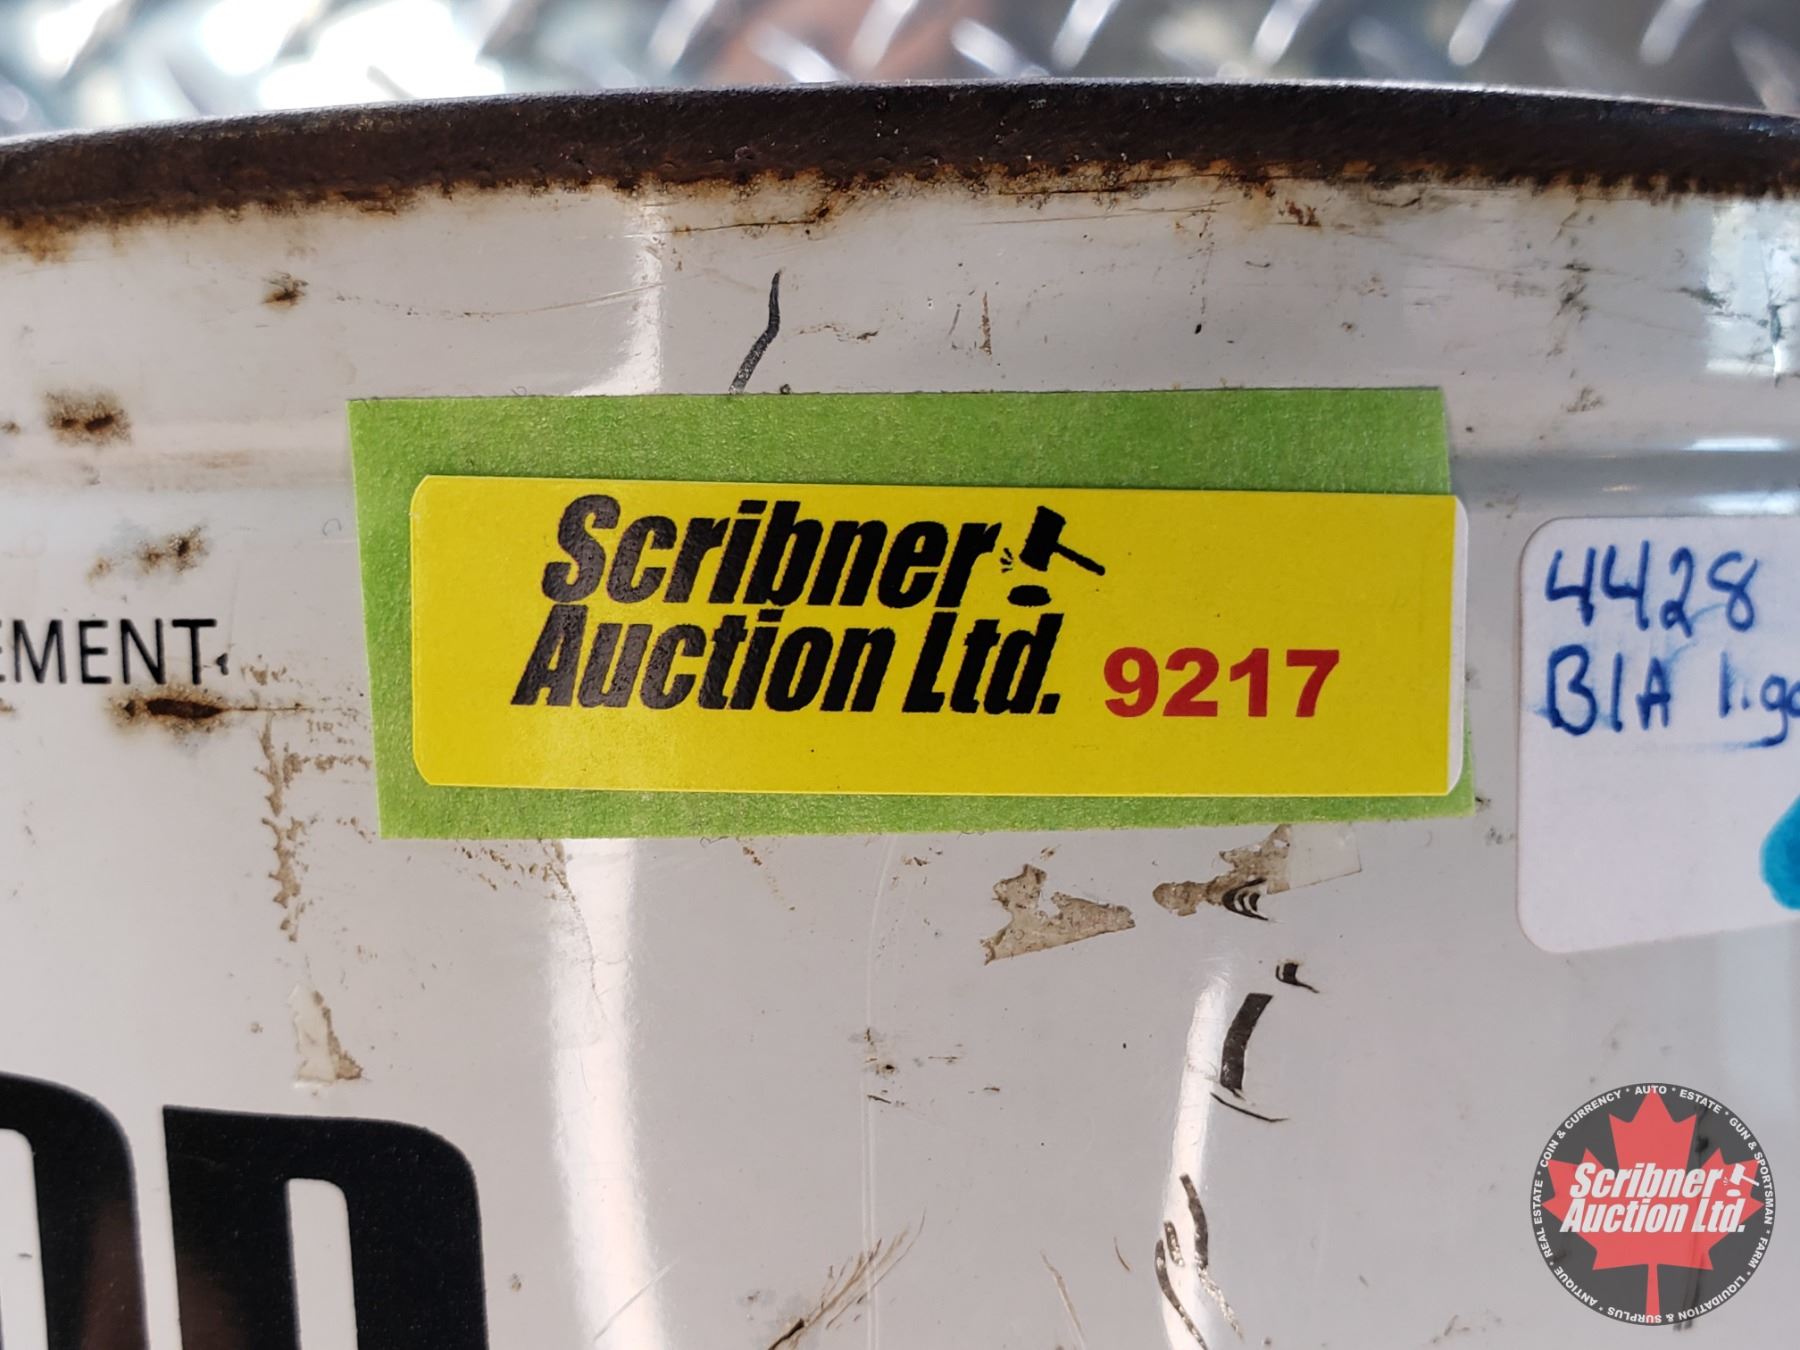 Scribner
Auction Ltd. 9217
4428
B/A 1.g
EMENT
COIN & CURRENCY · AUTO · ESTATE · GUN & SPORTSMAN · FARM · LIQUIDATION & SURPLUS · ANTIQUE · REAL ESTATE ·
Scribner
Auction Ltd.